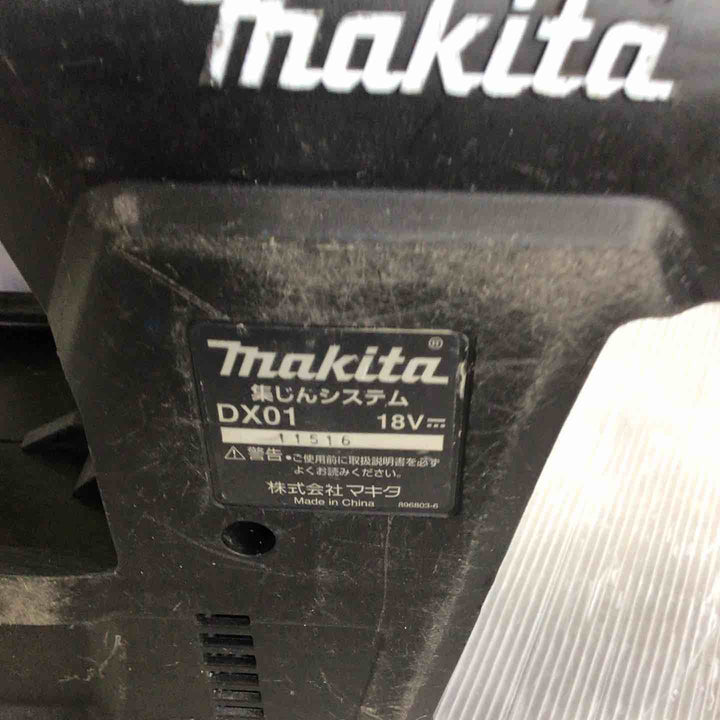 makita
makita®
集じんシステム
DX01 18V⎓
11516
⚠警告 •ご使用前に取扱説明書を必ず
よくお読みください。
株式会社マキタ
Made in China 896803-6